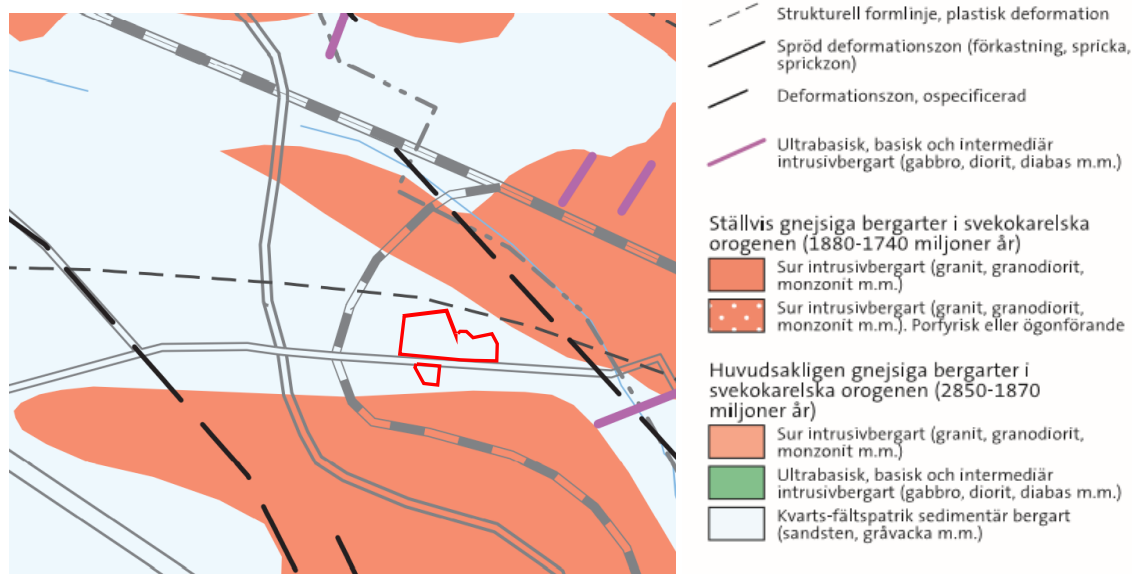 Strukturell formlinje, plastisk deformation
Spröd deformationszon (förkastning, spricka,
sprickzon)
Deformationszon, ospecificerad
Ultrabasisk, basisk och intermediär
intrusivbergart (gabbro, diorit, diabas m.m.)
Ställvis gnejsiga bergarter i svekokarelska
orogenen (1880-1740 miljoner år)
Sur intrusivbergart (granit, granodiorit,
monzonit m.m.)
Sur intrusivbergart (granit, granodiorit,
monzonit m.m.). Porfyrisk eller ögonförande
Huvudsakligen gnejsiga bergarter i
svekokarelska orogenen (2850-1870
miljoner år)
Sur intrusivbergart (granit, granodiorit,
monzonit m.m.)
Ultrabasisk, basisk och intermediär
intrusivbergart (gabbro, diorit, diabas m.m.)
Kvarts-fältspatrik sedimentär bergart
(sandsten, gråvacka m.m.)